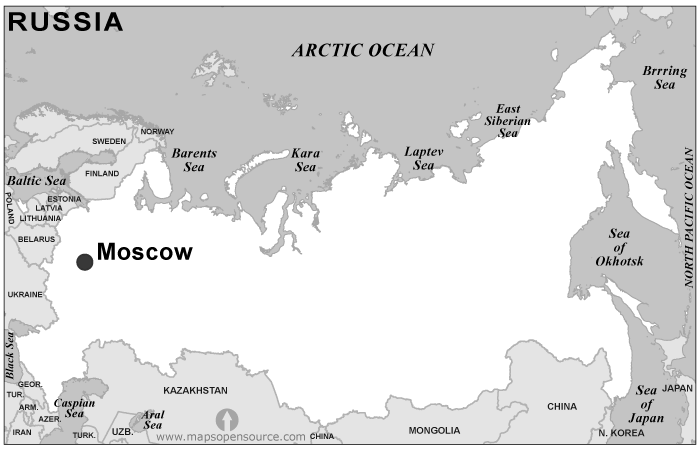 RUSSIA
ARCTIC OCEAN
Brrring
Sea
East
Siberian
Sea
NORWAY
SWEDEN
Barents
Sea
Kara
Sea
Laptev
Sea
FINLAND
Baltic Sea
ESTONIA
LATVIA
LITHUANIA
POLAND
BELARUS
Moscow
Sea
of
Okhotsk
NORTH PACIFIC OCEAN
UKRAINE
Black Sea
GEOR.
TUR.
ARM.
AZER.
IRAN
Caspian
Sea
TURK.
UZB.
Aral
Sea
KAZAKHSTAN
www.mapsopensource.com
CHINA
MONGOLIA
CHINA
N. KOREA
Sea
of
Japan
JAPAN